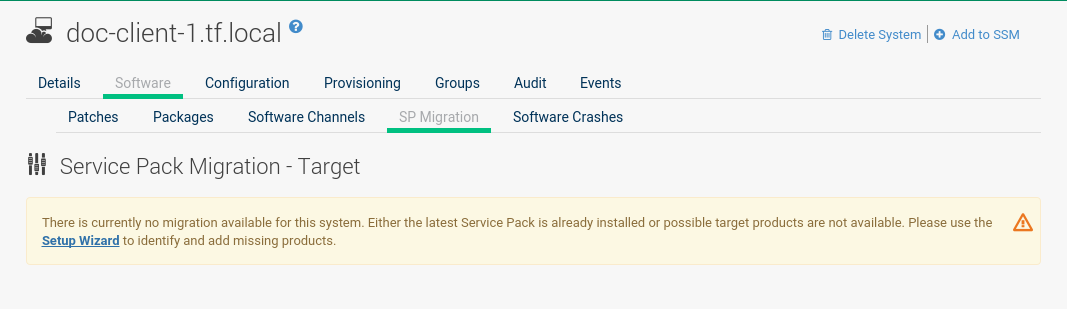 doc-client-1.tf.local ?
Delete System | Add to SSM
Details Software Configuration Provisioning Groups Audit Events
Patches Packages Software Channels SP Migration Software Crashes
Service Pack Migration - Target
There is currently no migration available for this system. Either the latest Service Pack is already installed or possible target products are not available. Please use the
Setup Wizard to identify and add missing products.